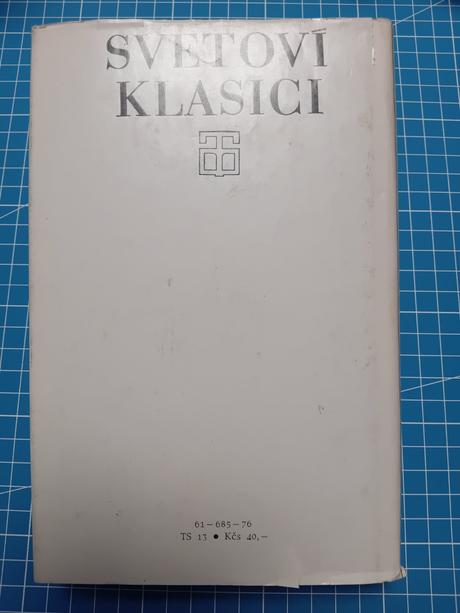 SVETOVÍ
KLASICI
61-685-76
TS 13 • Kčs 40,-